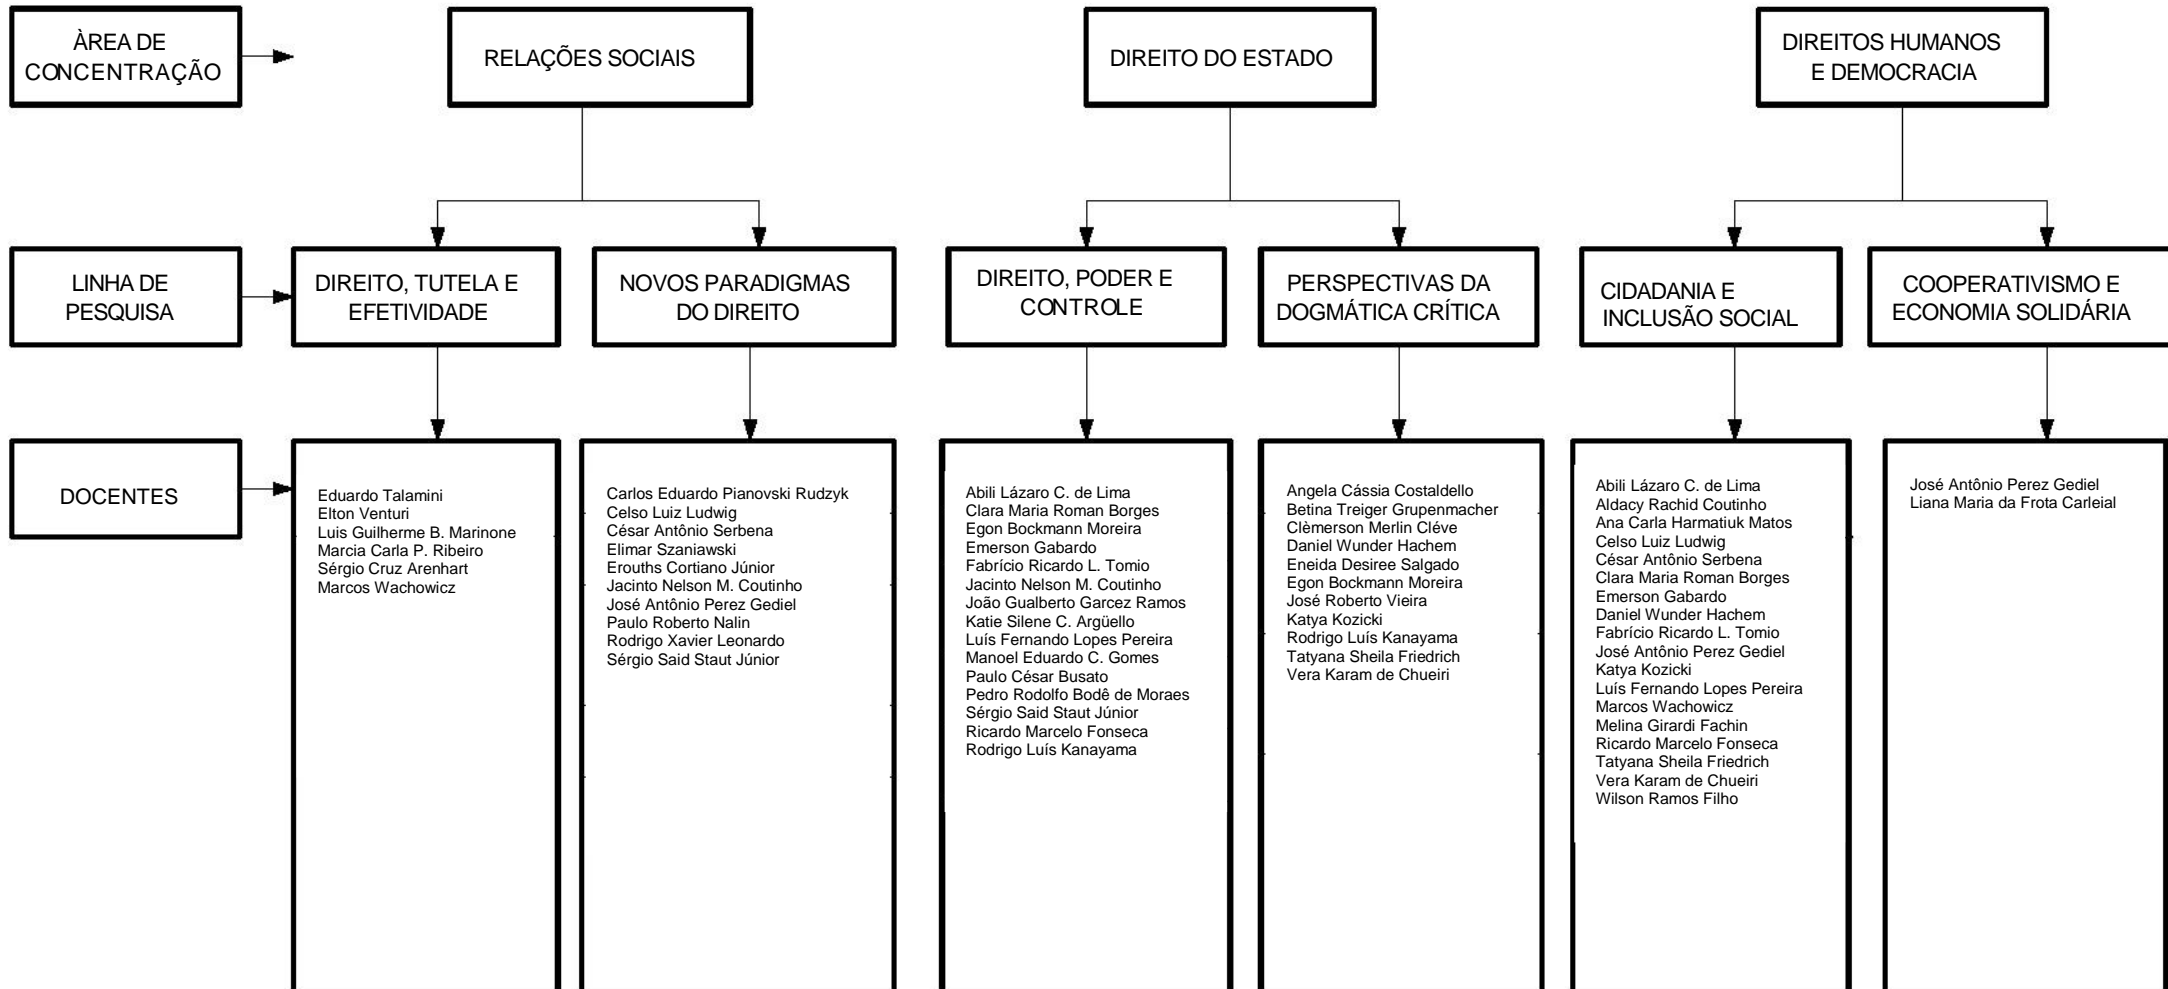 ÀREA DE
CONCENTRAÇÃO
RELAÇÕES SOCIAIS
DIREITO DO ESTADO
DIREITOS HUMANOS
E DEMOCRACIA
LINHA DE
PESQUISA
DIREITO, TUTELA E
EFETIVIDADE
NOVOS PARADIGMAS
DO DIREITO
DIREITO, PODER E
CONTROLE
PERSPECTIVAS DA
DOGMÁTICA CRÍTICA
CIDADANIA E
INCLUSÃO SOCIAL
COOPERATIVISMO E
ECONOMIA SOLIDÁRIA
DOCENTES
Eduardo Talamini
Elton Venturi
Luis Guilherme B. Marinone
Marcia Carla P. Ribeiro
Sérgio Cruz Arenhart
Marcos Wachowicz
Carlos Eduardo Pianovski Rudzyk
Celso Luiz Ludwig
César Antônio Serbena
Elimar Szaniawski
Erouths Cortiano Júnior
Jacinto Nelson M. Coutinho
José Antônio Perez Gediel
Paulo Roberto Nalin
Rodrigo Xavier Leonardo
Sérgio Said Staut Júnior
Abili Lázaro C. de Lima
Clara Maria Roman Borges
Egon Bockmann Moreira
Emerson Gabardo
Fabrício Ricardo L. Tomio
Jacinto Nelson M. Coutinho
João Gualberto Garcez Ramos
Katie Silene C. Argüello
Luís Fernando Lopes Pereira
Manoel Eduardo C. Gomes
Paulo César Busato
Pedro Rodolfo Bodê de Moraes
Sérgio Said Staut Júnior
Ricardo Marcelo Fonseca
Rodrigo Luís Kanayama
Angela Cássia Costaldello
Betina Treiger Grupenmacher
Clèmerson Merlin Cléve
Daniel Wunder Hachem
Eneida Desiree Salgado
Egon Bockmann Moreira
José Roberto Vieira
Katya Kozicki
Rodrigo Luís Kanayama
Tatyana Sheila Friedrich
Vera Karam de Chueiri
Abili Lázaro C. de Lima
Aldacy Rachid Coutinho
Ana Carla Harmatiuk Matos
Celso Luiz Ludwig
César Antônio Serbena
Clara Maria Roman Borges
Emerson Gabardo
Daniel Wunder Hachem
Fabrício Ricardo L. Tomio
José Antônio Perez Gediel
Katya Kozicki
Luís Fernando Lopes Pereira
Marcos Wachowicz
Melina Girardi Fachin
Ricardo Marcelo Fonseca
Tatyana Sheila Friedrich
Vera Karam de Chueiri
Wilson Ramos Filho
José Antônio Perez Gediel
Liana Maria da Frota Carleial